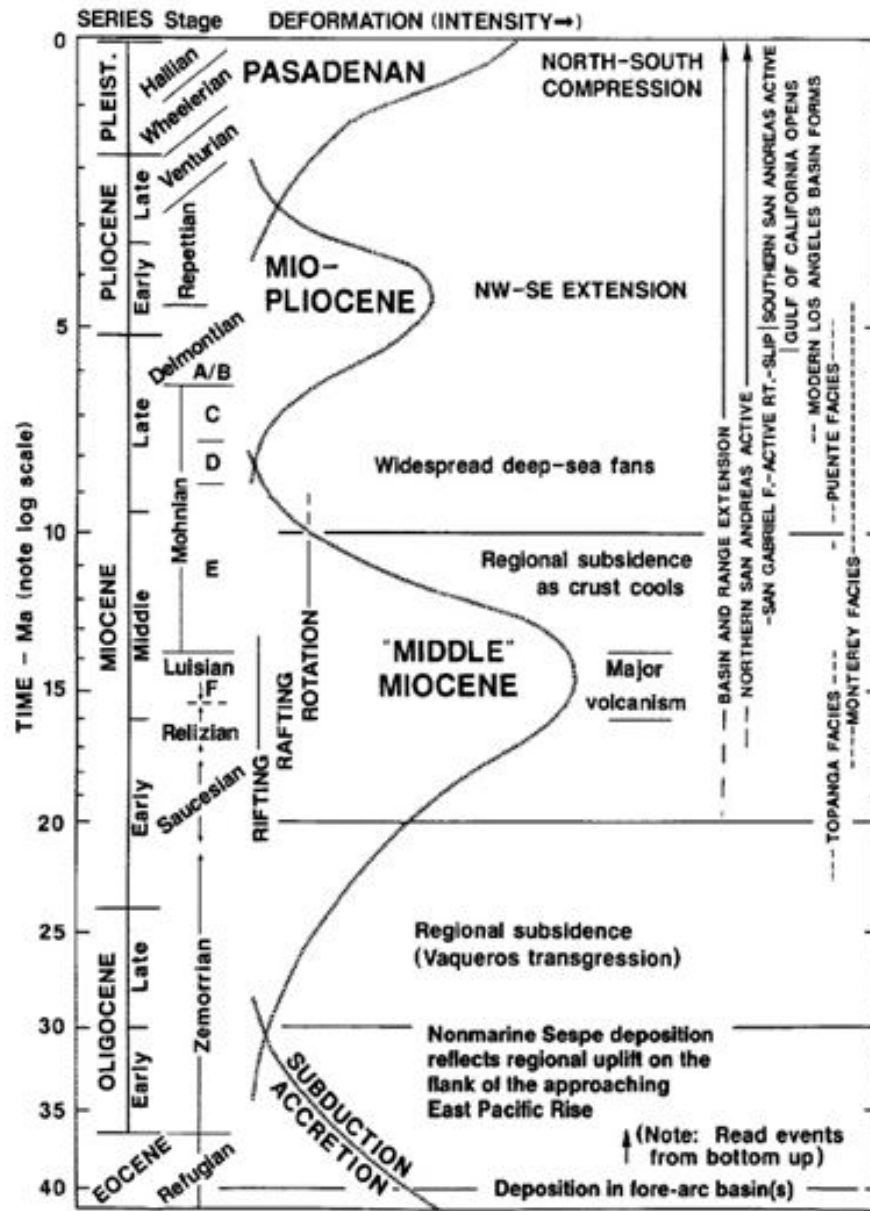 SERIES Stage DEFORMATION (INTENSITY→)
0
PLEIST.
Hallian
Wheelerian
Venturian
PASADENAN
NORTH-SOUTH
COMPRESSION
PLIOCENE
Late
Early
Repettian
MIO-
PLIOCENE
NW-SE EXTENSION
5
Delmontian
A/B
C
D
Late
Mohnian
Widespread deep-sea fans
10
E
Regional subsidence
as crust cools
MIOCENE
Middle
Early
Luisian
F
Relizian
Saucesian
RIFTING
RAFTING
ROTATION
"MIDDLE"
MIOCENE
Major
volcanism
15
20
TIME - Ma (note log scale)
25
Regional subsidence
(Vaqueros transgression)
OLIGOCENE
Late
Early
Zemorrian
30
Nonmarine Sespe deposition
reflects regional uplift on the
flank of the approaching
East Pacific Rise
35
SUBDUCTION
ACCRETION
(Note: Read events
from bottom up)
EOCENE
Refugian
40
Deposition in fore-arc basin(s)
BASIN AND RANGE EXTENSION
NORTHERN SAN ANDREAS ACTIVE
SAN GABRIEL F.-ACTIVE RT.-SLIP
SOUTHERN SAN ANDREAS ACTIVE
GULF OF CALIFORNIA OPENS
MODERN LOS ANGELES BASIN FORMS
PUENTE FACIES
TOPANGA FACIES
MONTEREY FACIES